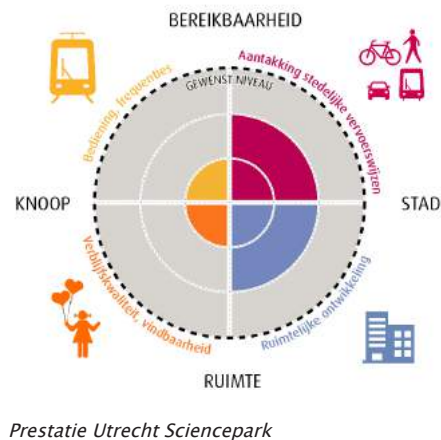 BEREIKBAARHEID
Bediening, frequenties
GEWENST NIVEAU
Aantakking stedelijke vervoerswijzen
KNOOP
STAD
Verblijfskwaliteit, vindbaarheid
Ruimtelijke ontwikkeling
RUIMTE
Prestatie Utrecht Sciencepark